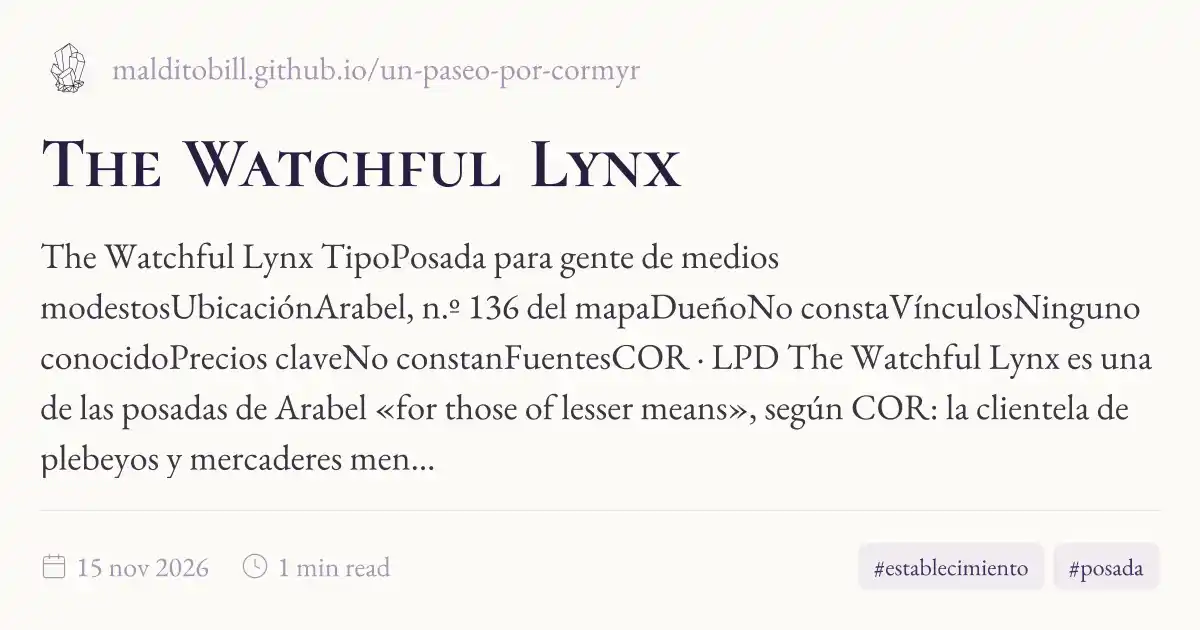 malditobill.github.io/un-paseo-por-cormyr
The Watchful Lynx
The Watchful Lynx TipoPosada para gente de medios
modestosUbicaciónArabel, n.º 136 del mapaDueñoNo constaVínculosNinguno
conocidoPrecios claveNo constanFuentesCOR · LPD The Watchful Lynx es una
de las posadas de Arabel «for those of lesser means», según COR: la clientela de
plebeyos y mercaderes men...
15 nov 2026
1 min read
#establecimiento
#posada